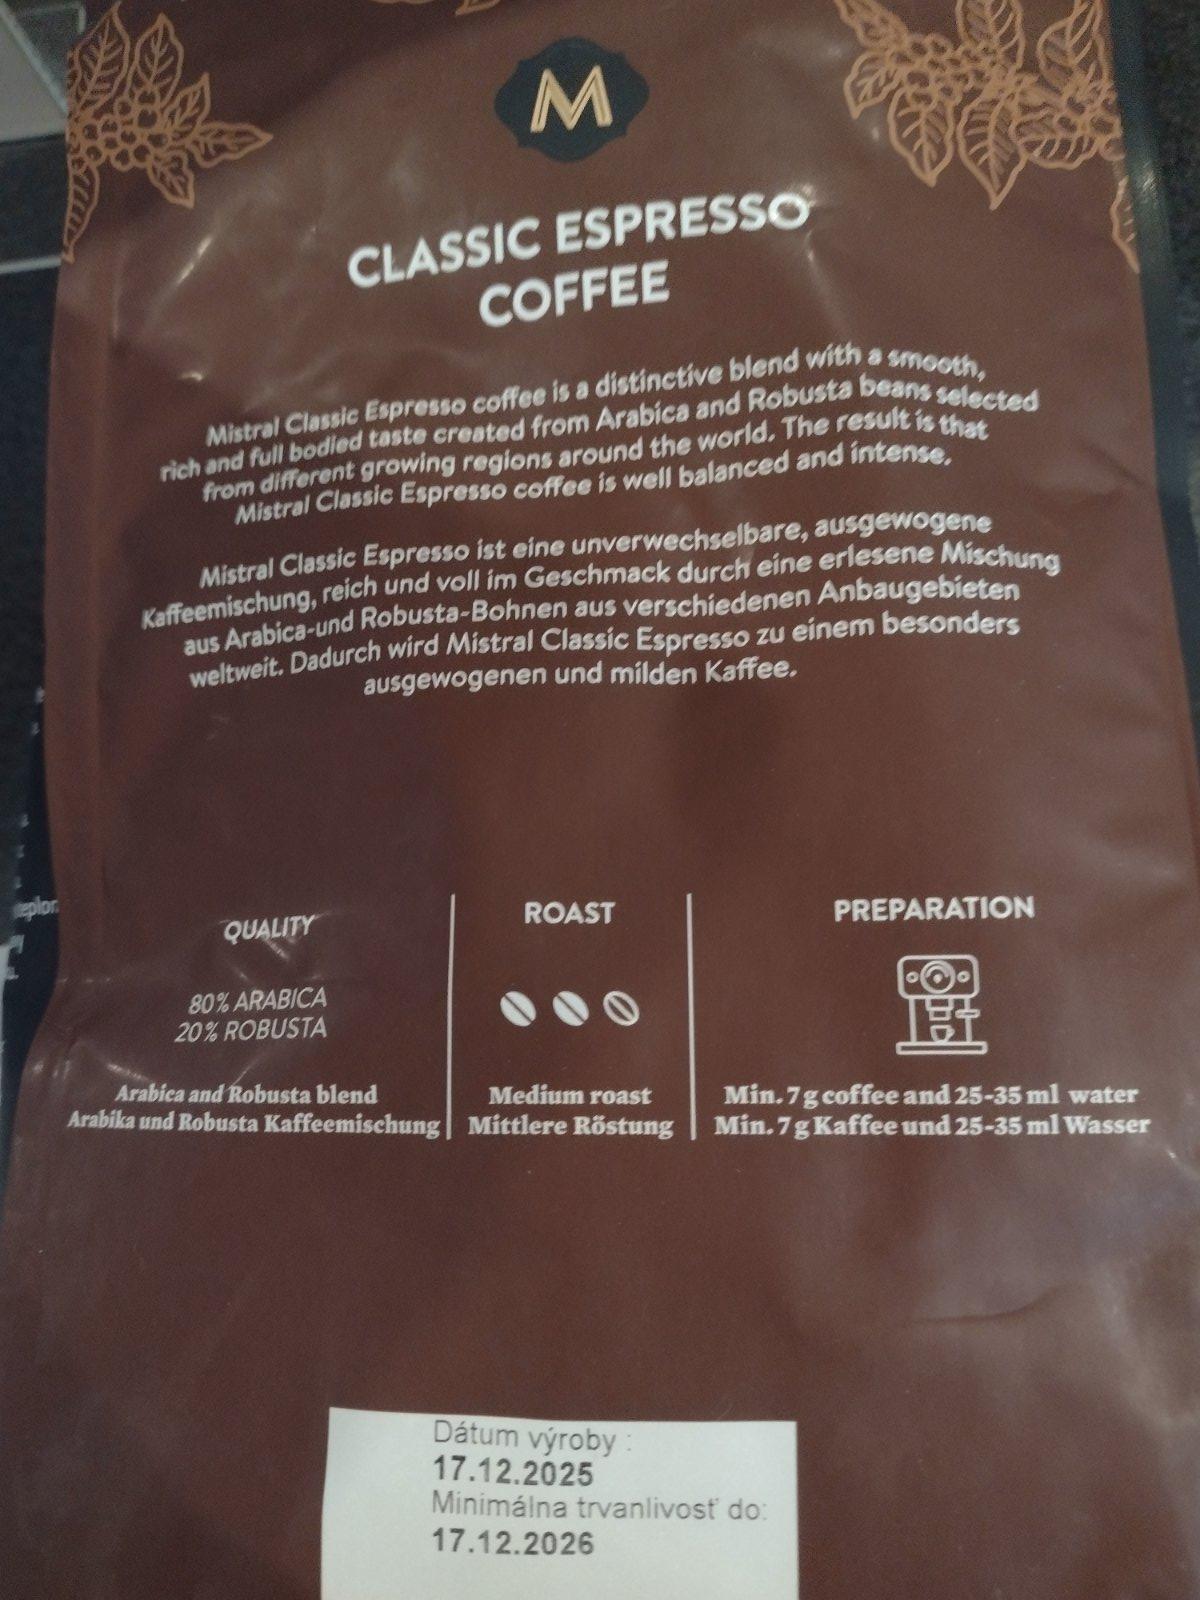 M
CLASSIC ESPRESSO
COFFEE
Mistral Classic Espresso coffee is a distinctive blend with a smooth,
rich and full bodied taste created from Arabica and Robusta beans selected
from different growing regions around the world. The result is that
Mistral Classic Espresso coffee is well balanced and intense.
Mistral Classic Espresso ist eine unverwechselbare, ausgewogene
Kaffeemischung, reich und voll im Geschmack durch eine erlesene Mischung
aus Arabica-und Robusta-Bohnen aus verschiedenen Anbaugebieten
weltweit. Dadurch wird Mistral Classic Espresso zu einem besonders
ausgewogenen und milden Kaffee.
QUALITY
80% ARABICA
20% ROBUSTA
Arabica and Robusta blend
Arabika und Robusta Kaffeemischung
ROAST
Medium roast
Mittlere Röstung
PREPARATION
Min. 7 g coffee and 25-35 ml water
Min. 7 g Kaffee und 25-35 ml Wasser
Dátum výroby :
17.12.2025
Minimálna trvanlivosť do:
17.12.2026